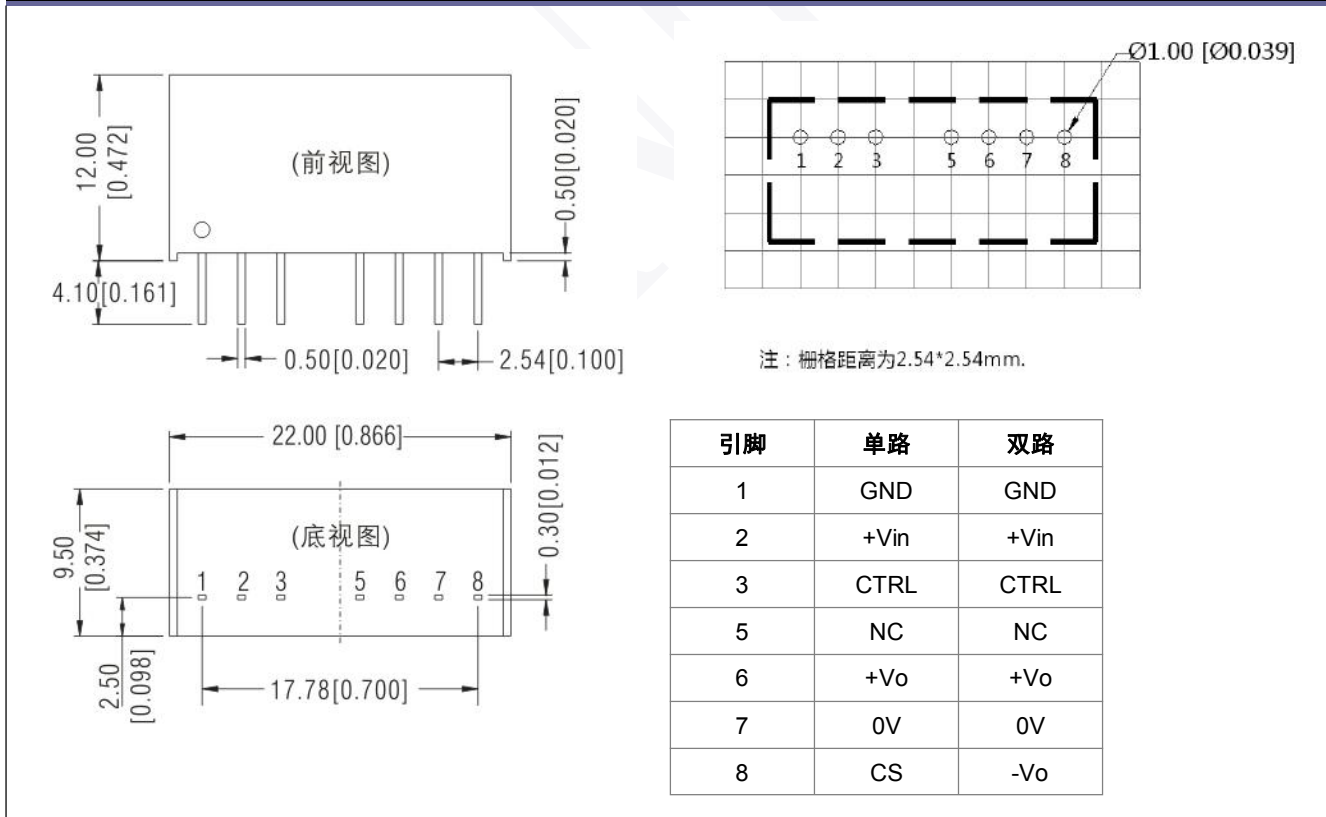 Ø1.00 [Ø0.039]
12.00
[0.472]
(前视图)
0.50[0.020]
1 2 3 5 6 7 8
4.10[0.161]
0.50[0.020]
2.54[0.100]
注：栅格距离为2.54*2.54mm.
22.00 [0.866]
9.50
[0.374]
(底视图)
0.30[0.012]
1 2 3 5 6 7 8
2.50
[0.098]
17.78[0.700]
引脚 单路 双路
1 GND GND
2 +Vin +Vin
3 CTRL CTRL
5 NC NC
6 +Vo +Vo
7 0V 0V
8 CS -Vo